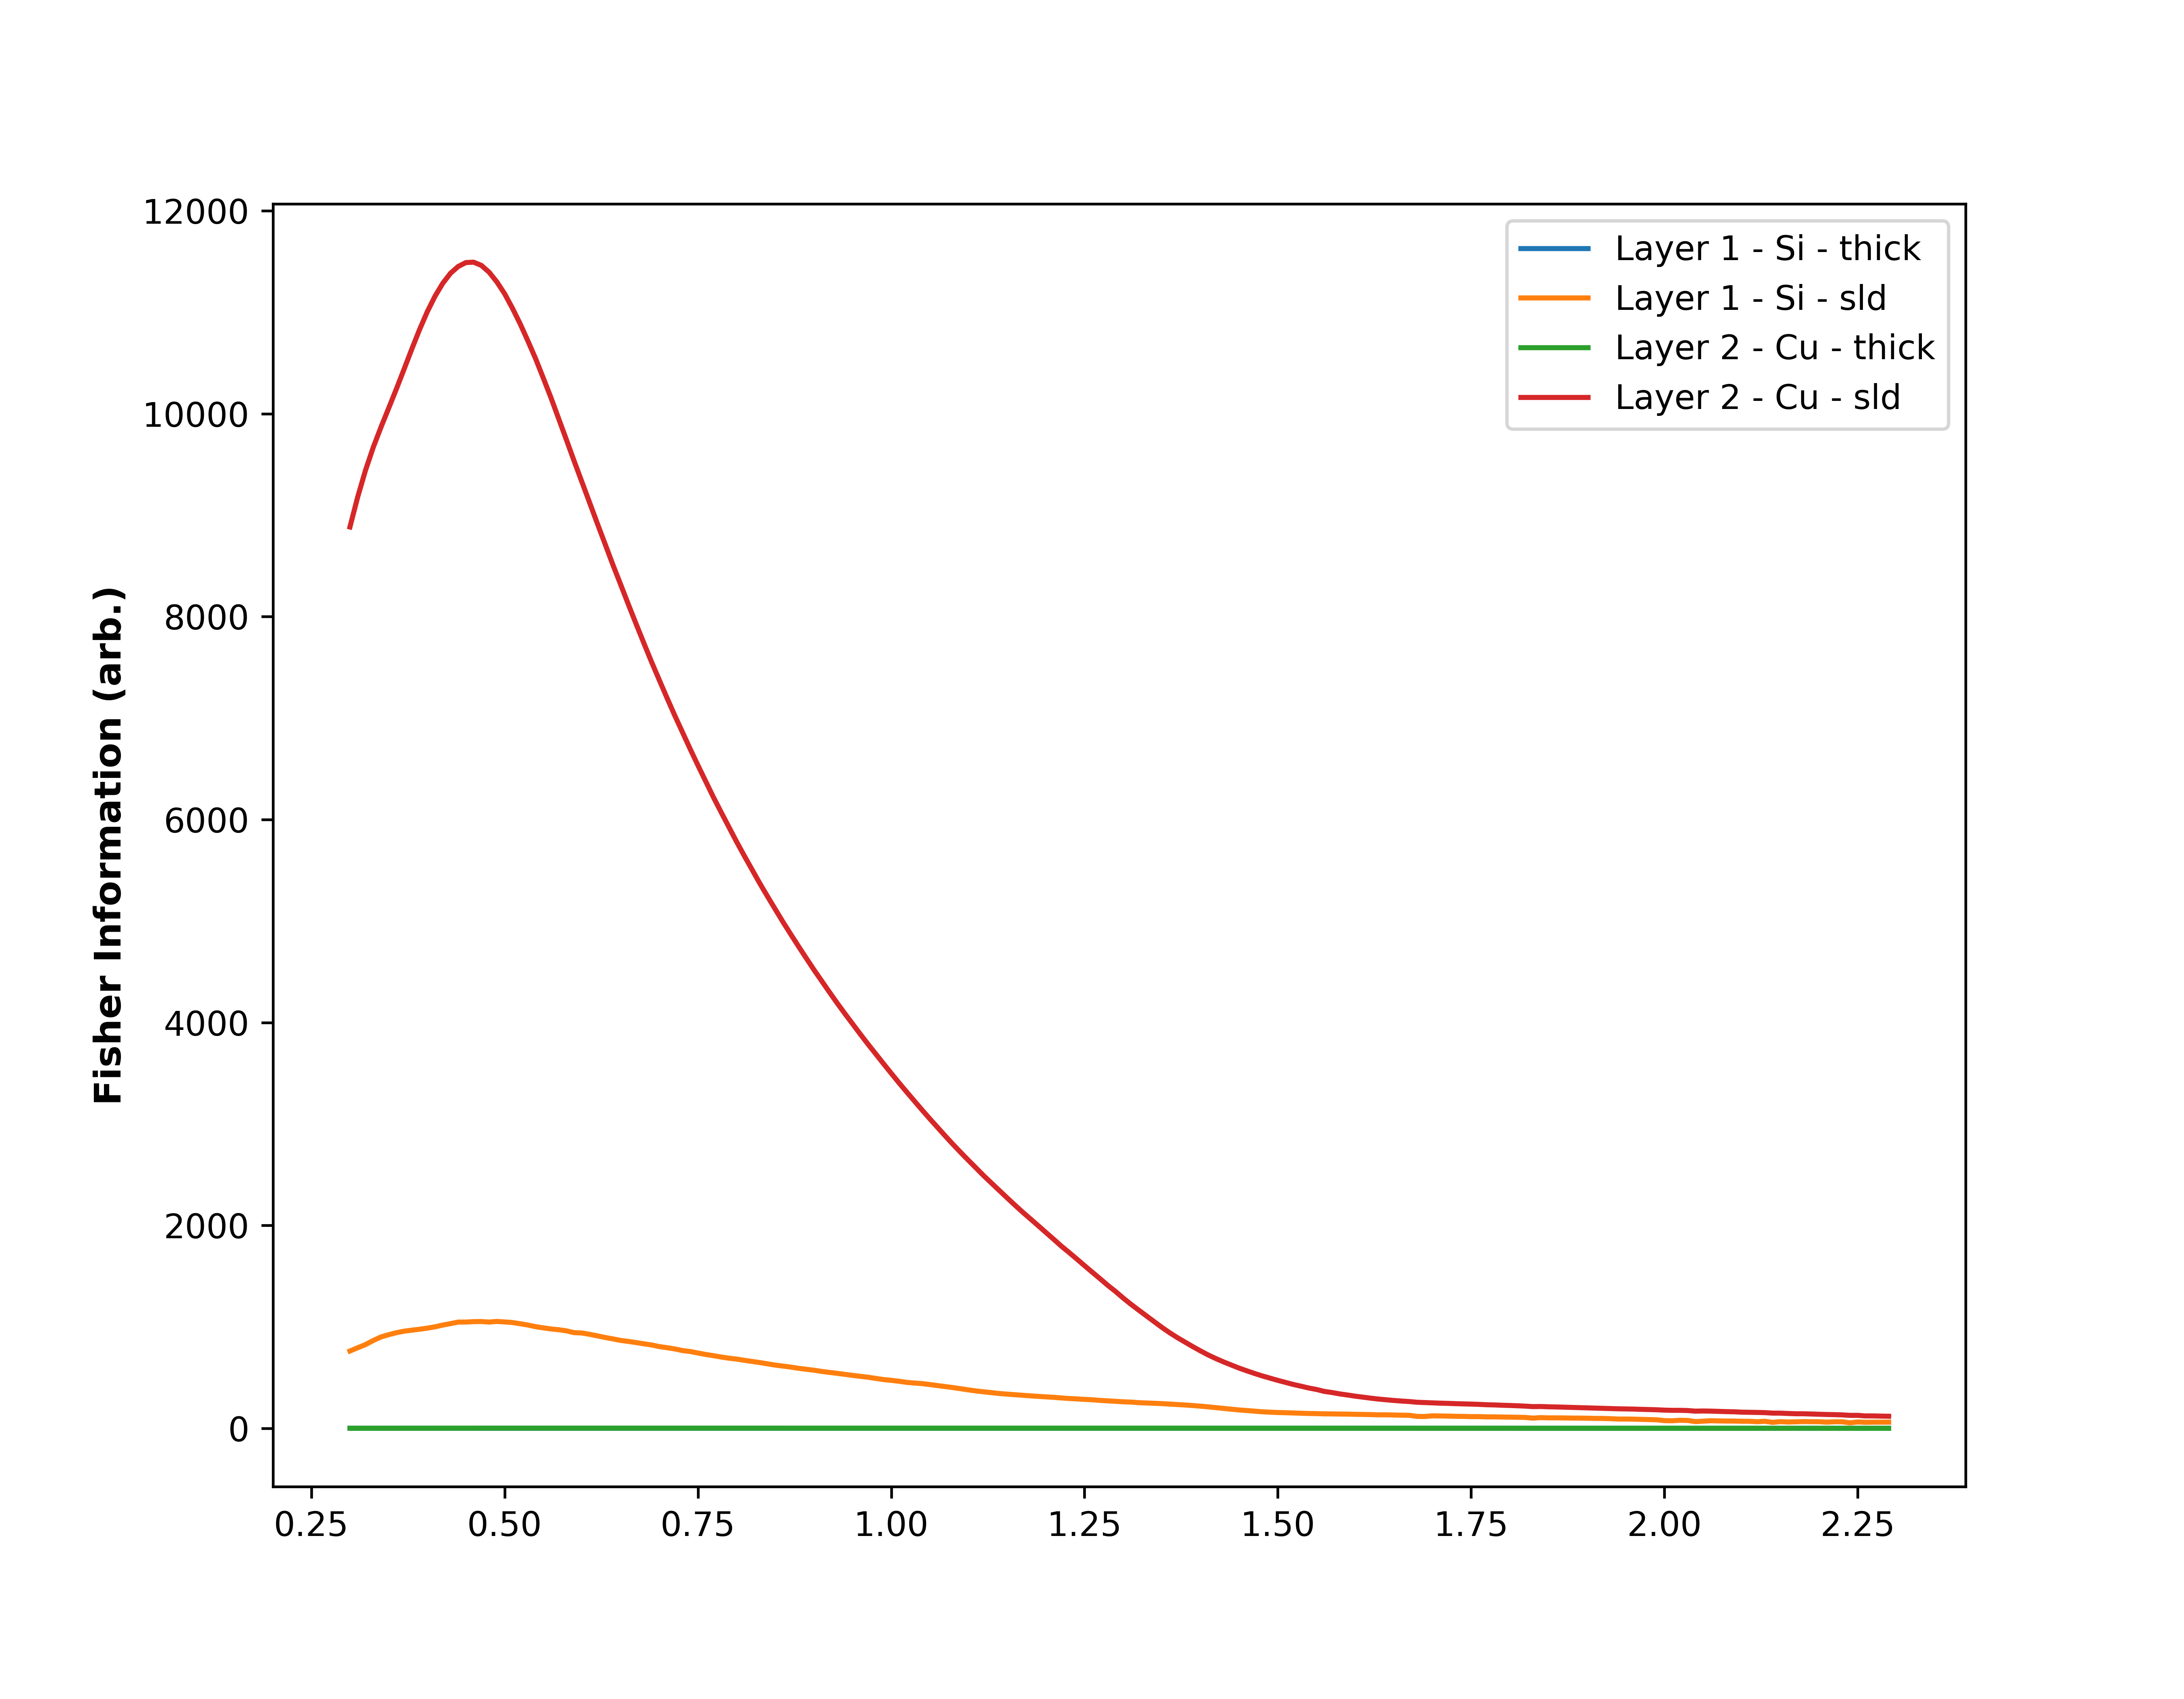 12000
10000
8000
6000
4000
2000
0
Fisher Information (arb.)
0.25 0.50 0.75 1.00 1.25 1.50 1.75 2.00 2.25
Layer 1 - Si - thick
Layer 1 - Si - sld
Layer 2 - Cu - thick
Layer 2 - Cu - sld